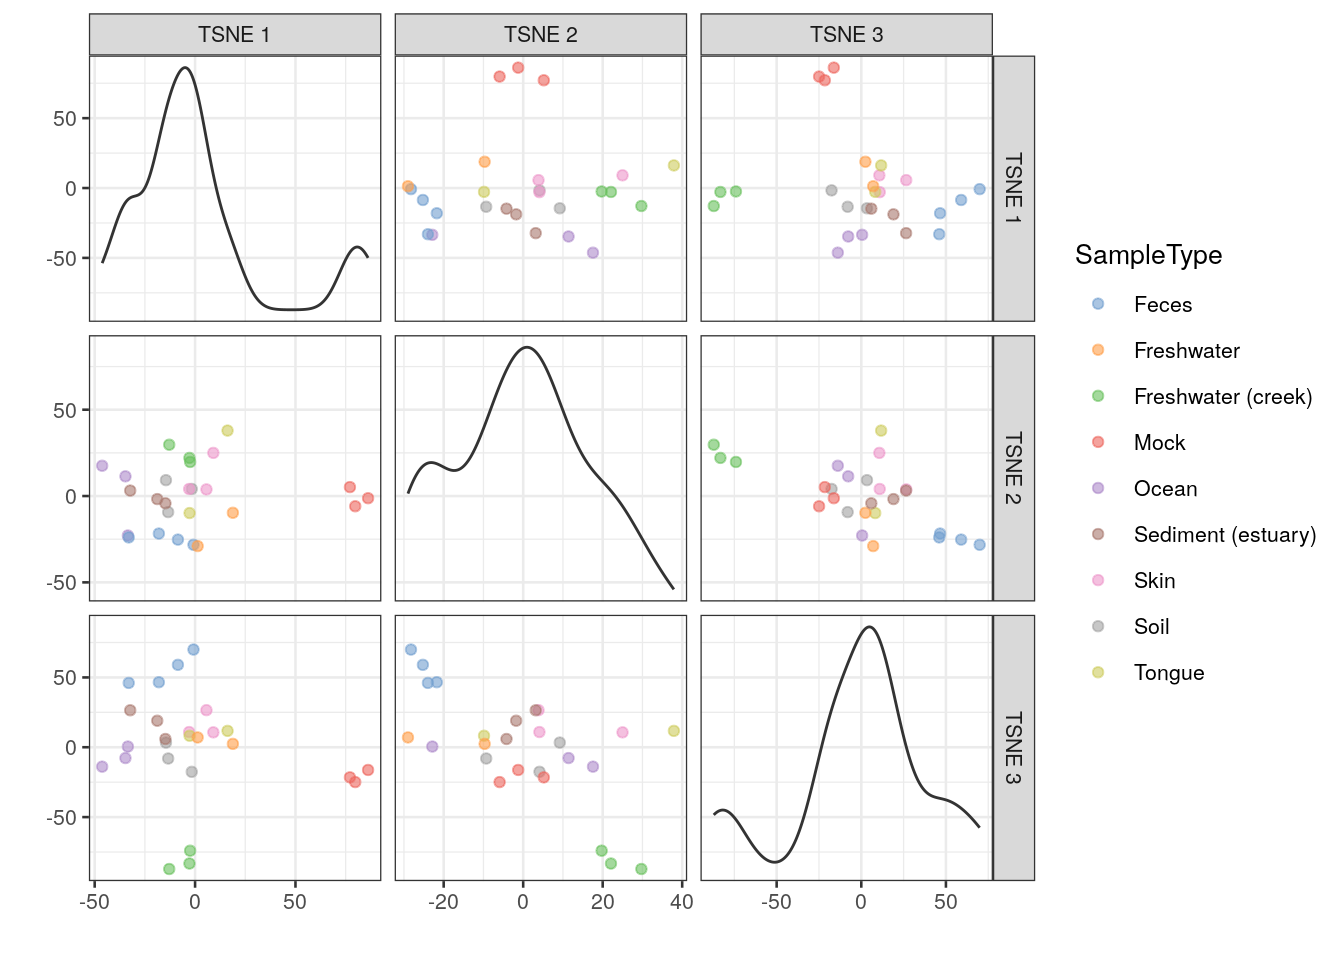 TSNE 1 TSNE 2 TSNE 3
50
0
-50
TSNE 1
50
0
-50
TSNE 2
50
0
-50
TSNE 3
-50 0 50 -20 0 20 40 -50 0 50
SampleType
Feces
Freshwater
Freshwater (creek)
Mock
Ocean
Sediment (estuary)
Skin
Soil
Tongue